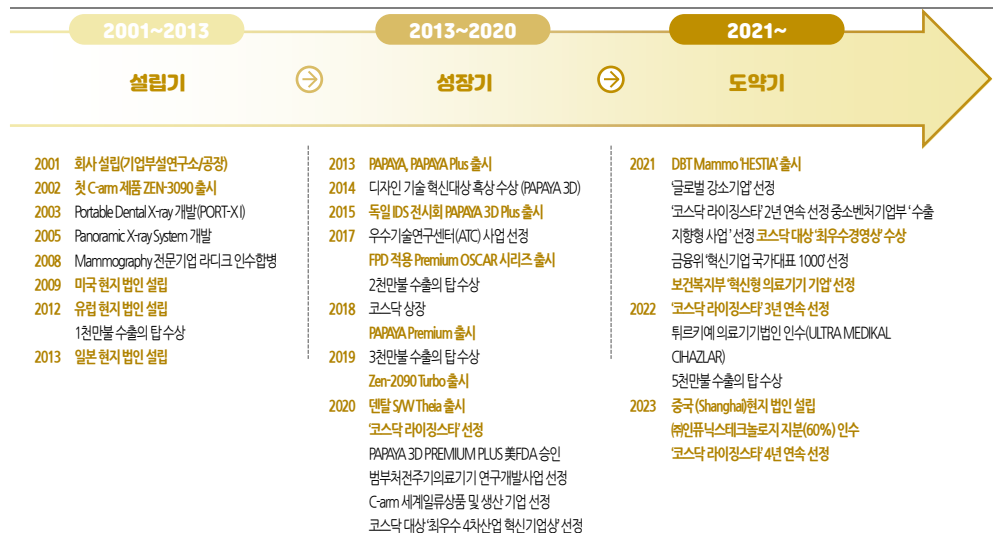 2001~2013
설립기
2013~2020
성장기
2021~
도약기
2001 회사 설립(기업부설연구소/공장)
2002 첫 C-arm 제품 ZEN-3090 출시
2003 Portable Dental X-ray 개발(PORT-X I)
2005 Panoramic X-ray System 개발
2008 Mammography 전문기업 라디크 인수합병
2009 미국 현지 법인 설립
2012 유럽 현지 법인 설립
1천만불 수출의 탑 수상
2013 일본 현지 법인 설립
2013 PAPAYA, PAPAYA Plus 출시
2014 디자인 기술 혁신대상 흑상 수상 (PAPAYA 3D)
2015 독일 IDS 전시회 PAPAYA 3D Plus 출시
2017 우수기술연구센터(ATC) 사업 선정
FPD 적용 Premium OSCAR 시리즈 출시
2천만불 수출의 탑 수상
2018 코스닥 상장
PAPAYA Premium 출시
2019 3천만불 수출의 탑 수상
Zen-2090 Turbo 출시
2020 덴탈 S/W Theia 출시
‘코스닥 라이징스타’ 선정
PAPAYA 3D PREMIUM PLUS 美FDA 승인
범부처전주기의료기기 연구개발사업 선정
C-arm 세계일류상품 및 생산 기업 선정
코스닥 대상 ‘최우수 4차산업 혁신기업상’ 선정
2021 DBT Mammo ‘HESTIA’ 출시
‘글로벌 강소기업’ 선정
‘코스닥 라이징스타’ 2년 연속 선정 중소벤처기업부 ‘수출
지향형 사업’ 선정 코스닥 대상 ‘최우수경영상’ 수상
금융위 ‘혁신기업 국가대표 1000’ 선정
보건복지부 ‘혁신형 의료기기 기업’ 선정
2022 ‘코스닥 라이징스타’ 3년 연속 선정
튀르키예 의료기기법인 인수(ULTRA MEDIKAL
CIHAZLAR)
5천만불 수출의 탑 수상
2023 중국 (Shanghai)현지 법인 설립
㈜인퓨닉스테크놀로지 지분(60%) 인수
‘코스닥 라이징스타’ 4년 연속 선정